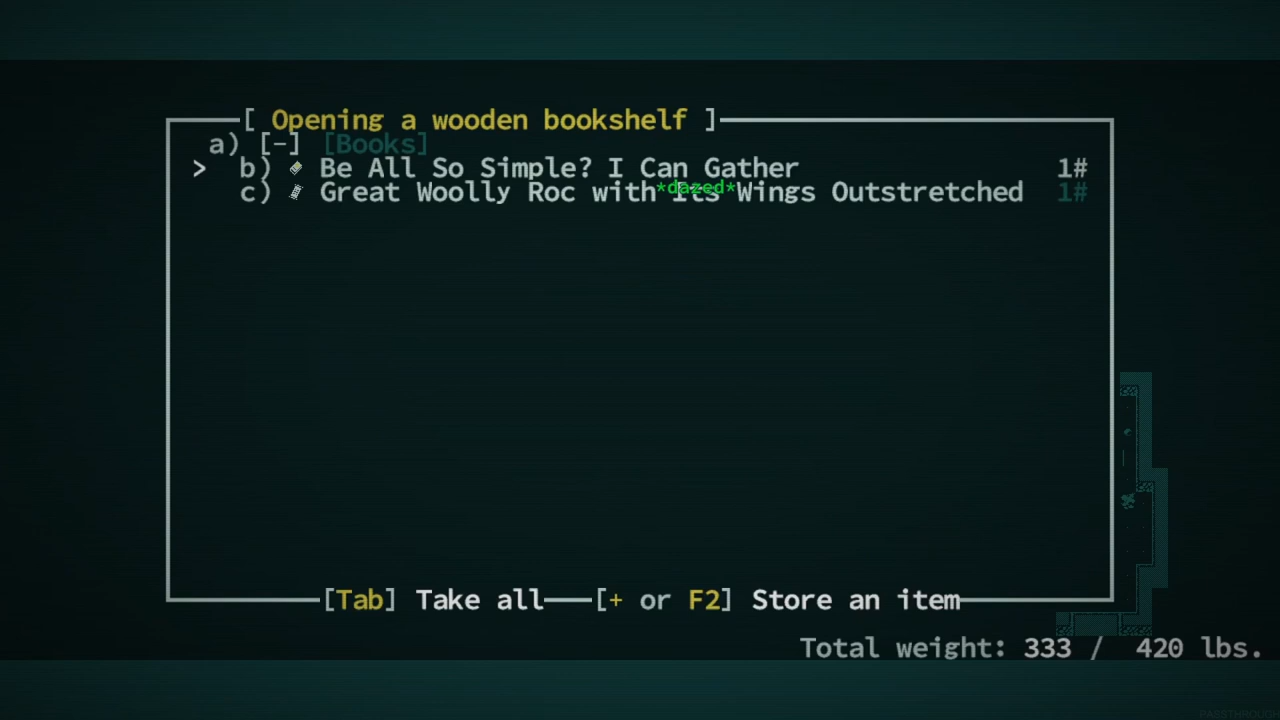 [ Opening a wooden bookshelf ]
a) [-] [Books]
> b) Be All So Simple? I Can Gather 1#
c) Great Woolly Roc with Its Wings Outstretched 1#
*dazed*
[Tab] Take all [+ or F2] Store an item
Total weight: 333 / 420 lbs.